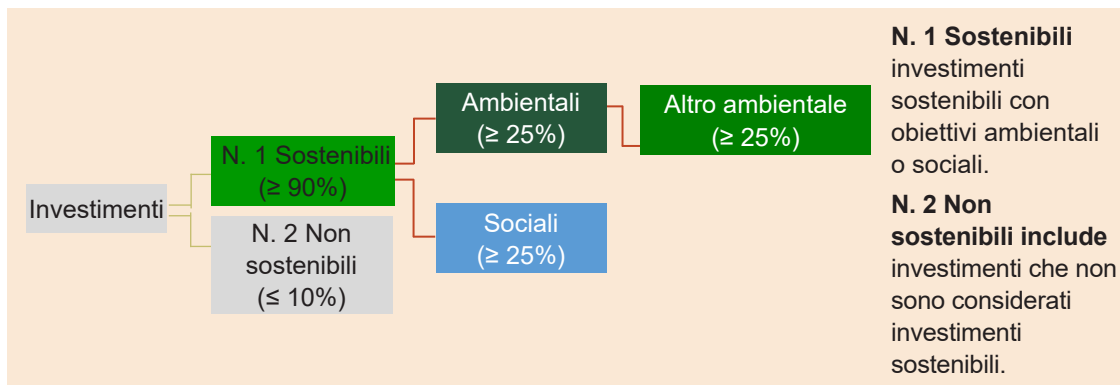 Investimenti
N. 1 Sostenibili
(≥ 90%)
N. 2 Non
sostenibili
(≤ 10%)
Ambientali
(≥ 25%)
Altro ambientale
(≥ 25%)
Sociali
(≥ 25%)
N. 1 Sostenibili
investimenti
sostenibili con
obiettivi ambientali
o sociali.
N. 2 Non
sostenibili include
investimenti che non
sono considerati
investimenti
sostenibili.